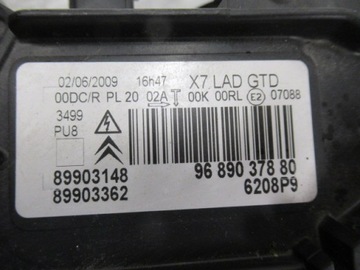 02/06/2009 16h47 X7 LAD GTD
00DC/R PL 20 02A 00K 00RL E2 07088
3499
PU8
89903148 96 890 378 80
89903362 6208P9